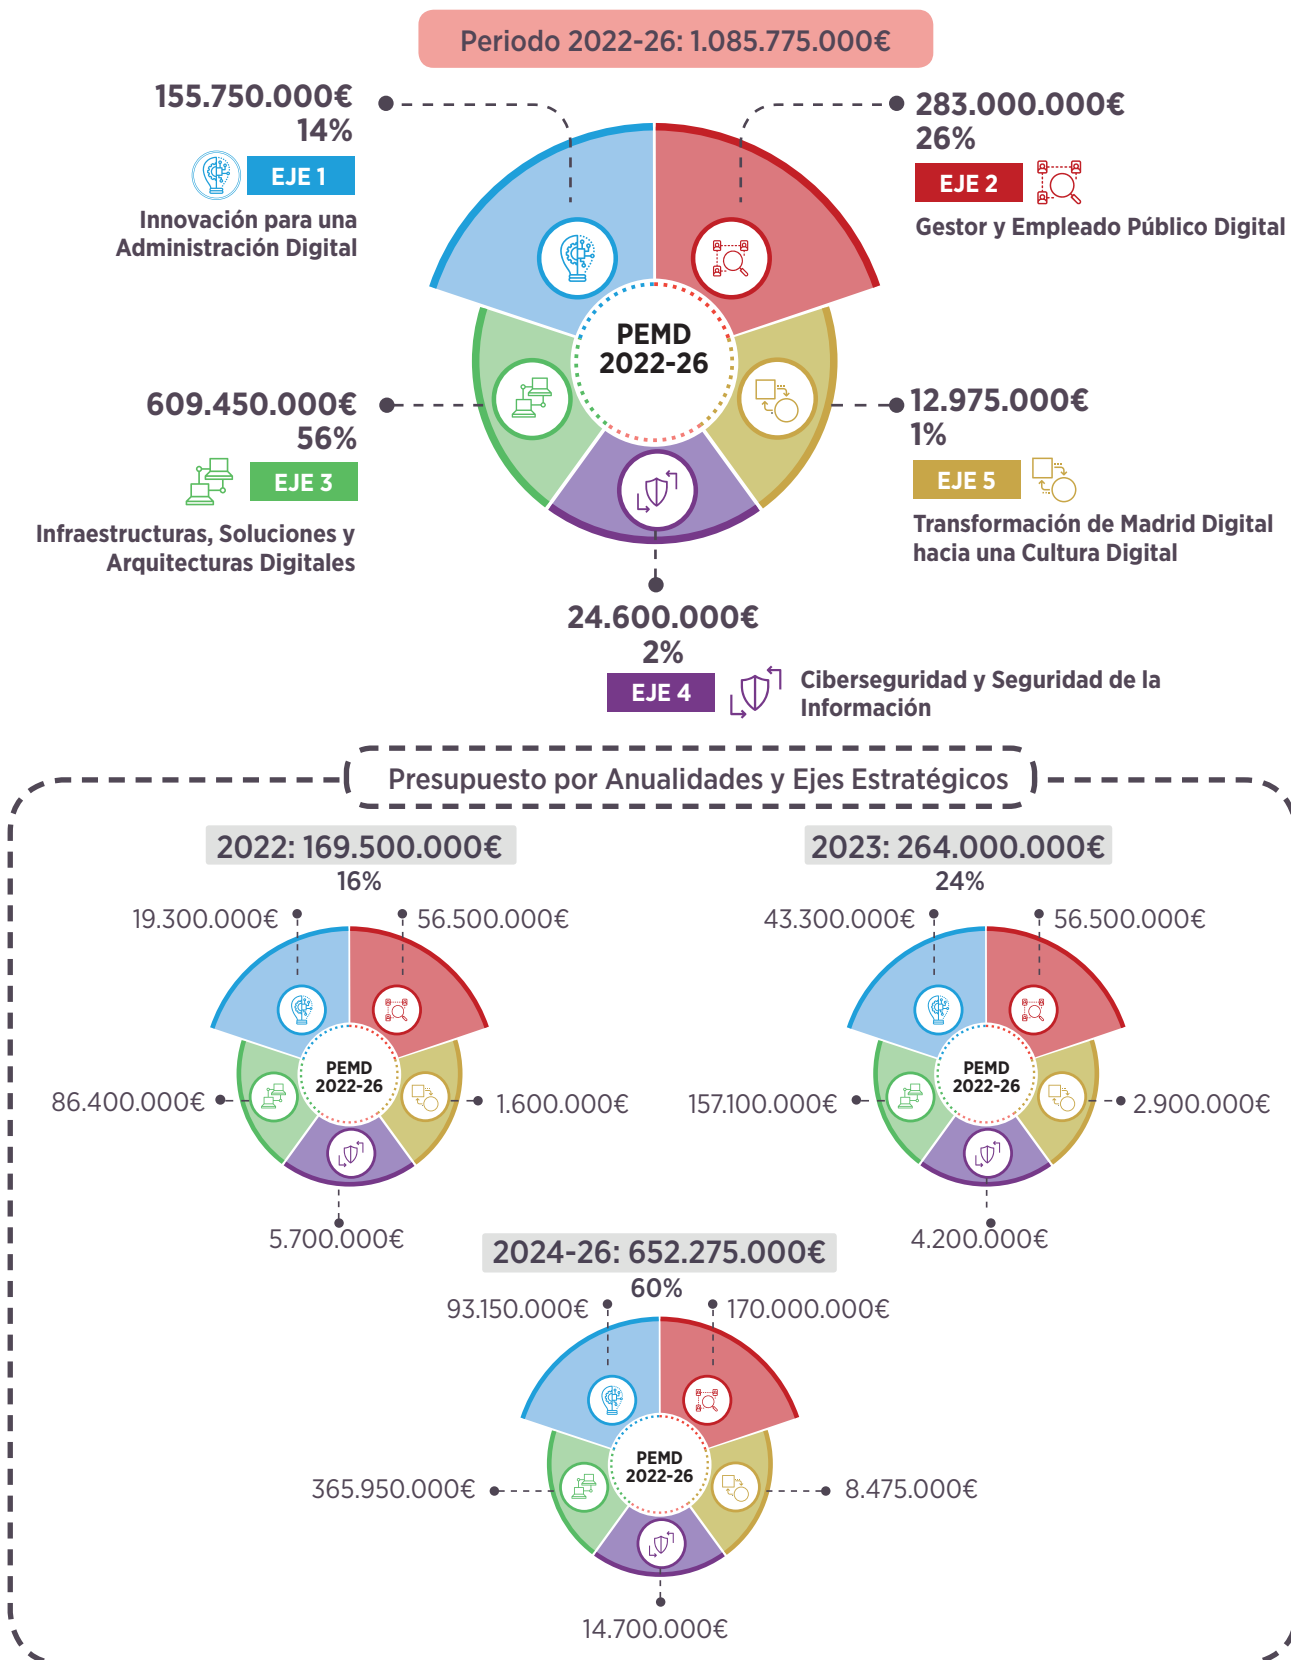 Periodo 2022-26: 1.085.775.000€
155.750.000€
14%
EJE 1
Innovación para una
Administración Digital
283.000.000€
26%
EJE 2
Gestor y Empleado Público Digital
PEMD
2022-26
609.450.000€
56%
EJE 3
Infraestructuras, Soluciones y
Arquitecturas Digitales
12.975.000€
1%
EJE 5
Transformación de Madrid Digital
hacia una Cultura Digital
24.600.000€
2%
EJE 4
Ciberseguridad y Seguridad de la
Información
Presupuesto por Anualidades y Ejes Estratégicos
2022: 169.500.000€
16%
19.300.000€
56.500.000€
PEMD
2022-26
86.400.000€
1.600.000€
5.700.000€
2023: 264.000.000€
24%
43.300.000€
56.500.000€
PEMD
2022-26
157.100.000€
2.900.000€
4.200.000€
2024-26: 652.275.000€
60%
93.150.000€
170.000.000€
PEMD
2022-26
365.950.000€
8.475.000€
14.700.000€